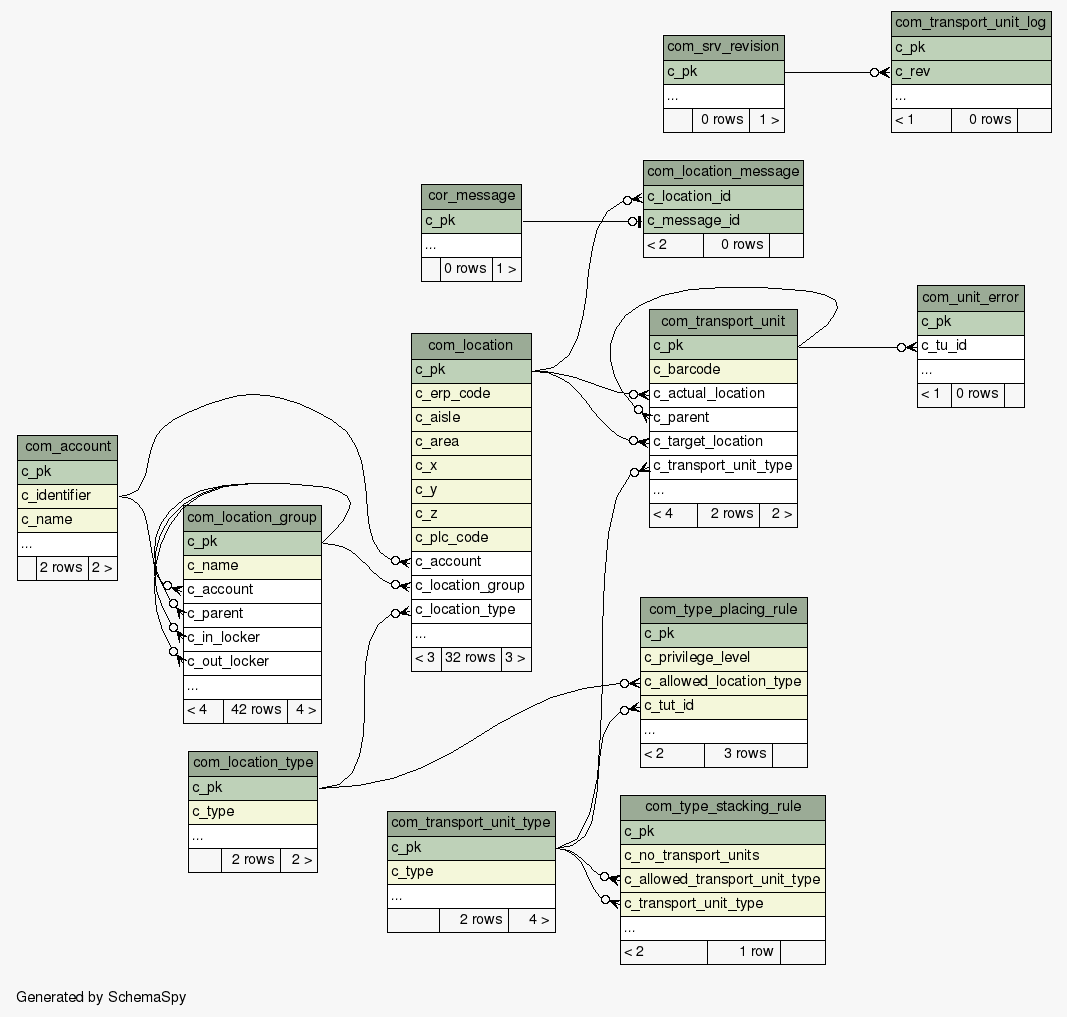 com_transport_unit_log
c_pk
c_rev
...
< 1 0 rows
com_srv_revision
c_pk
...
0 rows 1 >
com_location_message
c_location_id
c_message_id
< 2 0 rows
cor_message
c_pk
...
0 rows 1 >
com_unit_error
c_pk
c_tu_id
...
< 1 0 rows
com_transport_unit
c_pk
c_barcode
c_actual_location
c_parent
c_target_location
c_transport_unit_type
...
< 4 2 rows 2 >
com_location
c_pk
c_erp_code
c_aisle
c_area
c_x
c_y
c_z
c_plc_code
c_account
c_location_group
c_location_type
...
< 3 32 rows 3 >
com_account
c_pk
c_identifier
c_name
...
2 rows 2 >
com_location_group
c_pk
c_name
c_account
c_parent
c_in_locker
c_out_locker
...
< 4 42 rows 4 >
com_type_placing_rule
c_pk
c_privilege_level
c_allowed_location_type
c_tut_id
...
< 2 3 rows
com_location_type
c_pk
c_type
...
2 rows 2 >
com_transport_unit_type
c_pk
c_type
...
2 rows 4 >
com_type_stacking_rule
c_pk
c_no_transport_units
c_allowed_transport_unit_type
c_transport_unit_type
...
< 2 1 row
Generated by SchemaSpy